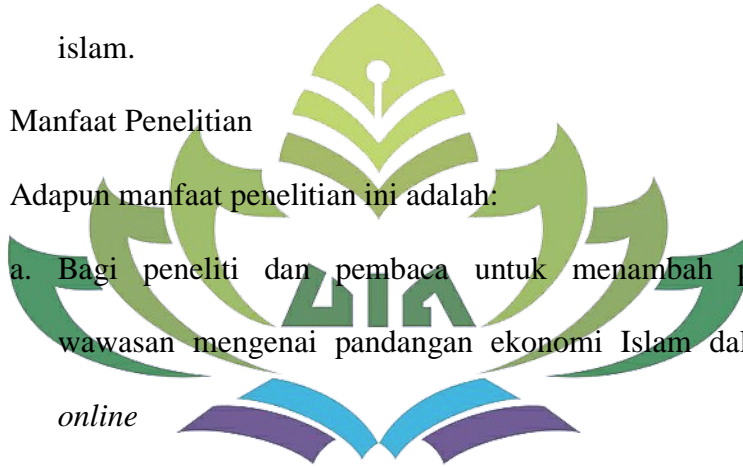 islam.
Manfaat Penelitian
Adapun manfaat penelitian ini adalah:
a. Bagi peneliti dan pembaca untuk menambah p
wawasan mengenai pandangan ekonomi Islam dal
online